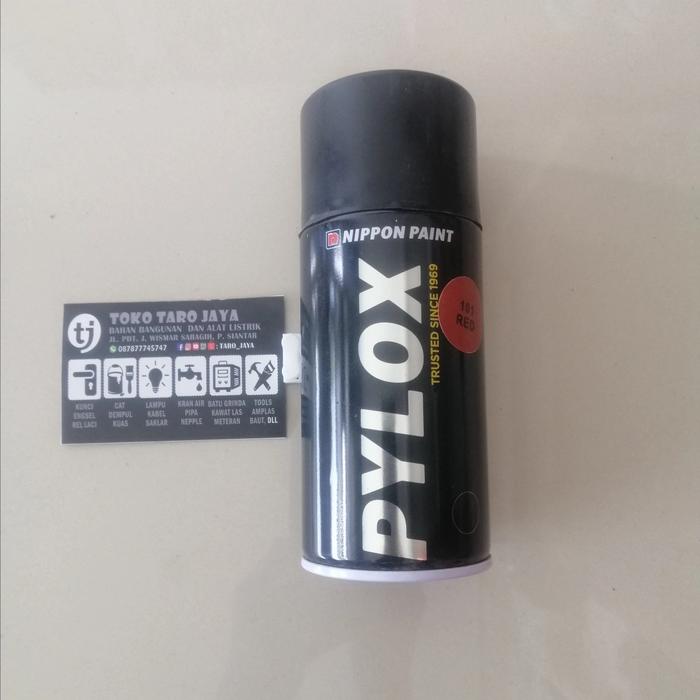 NIPPON PAINT
PYLOX
TRUSTED SINCE 1969
101
RED
tj
TOKO TARO JAYA
BAHAN BANGUNAN DAN ALAT LISTRIK
JL. PDT. J. WISMAR SARAGIH, P. SIANTAR
087877745747 : TARO_JAYA
KUNCI
ENGSEL
REL LACI
CAT
DEMPUL
KUAS
LAMPU
KABEL
SAKLAR
KRAN AIR
PIPA
NEPPLE
BATU GRINDA
KAWAT LAS
METERAN
TOOLS
AMPLAS
BAUT, DLL